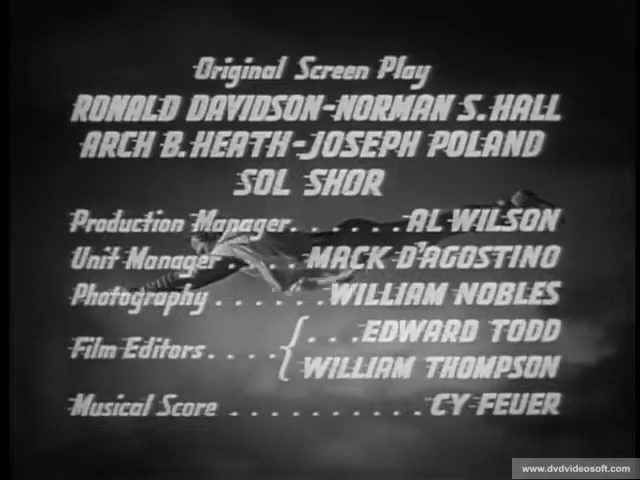 Original Screen Play
RONALD DAVIDSON-NORMAN S. HALL
ARCH B. HEATH-JOSEPH POLAND
SOL SHOR
Production Manager. . . . . . AL WILSON
Unit Manager. . . . . MACK D'AGOSTINO
Photography . . . . . . . WILLIAM NOBLES
Film Editors. . . . { . . . EDWARD TODD
WILLIAM THOMPSON
Musical Score . . . . . . . . . . CY FEUER
www.dvdvideosoft.com